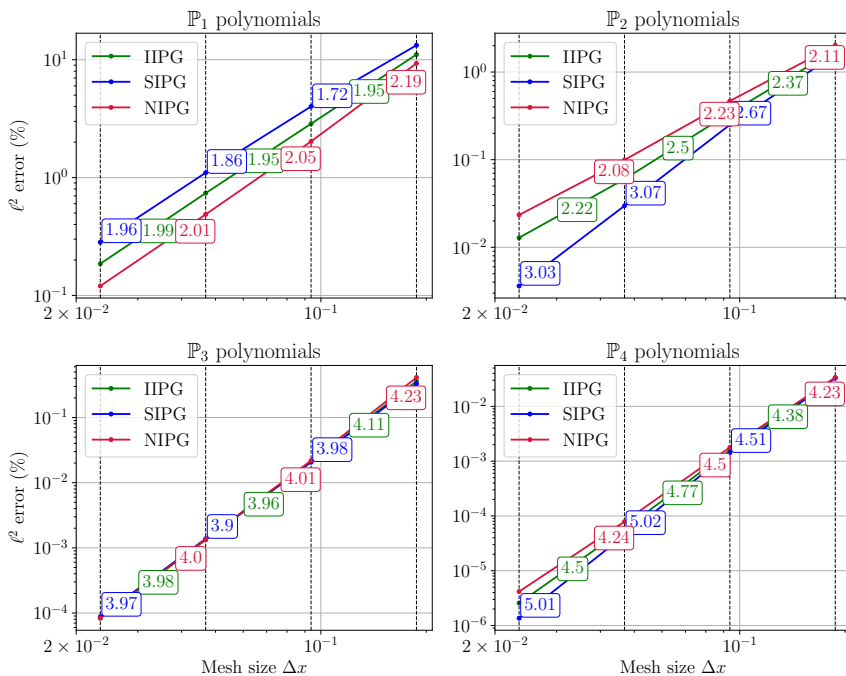 ℙ₁ polynomials
IIPG
SIPG
NIPG
ℓ² error (%)
10¹
10⁰
10⁻¹
2 × 10⁻²
10⁻¹
1.72
1.95
2.19
1.86
1.95
2.05
1.96
1.99
2.01
ℙ₂ polynomials
IIPG
SIPG
NIPG
10⁰
10⁻¹
10⁻²
2 × 10⁻²
10⁻¹
2.11
2.37
2.67
2.23
2.5
2.08
3.07
2.22
3.03
ℙ₃ polynomials
IIPG
SIPG
NIPG
ℓ² error (%)
10⁻¹
10⁻²
10⁻³
10⁻⁴
2 × 10⁻²
10⁻¹
Mesh size Δx
4.23
4.11
3.98
4.01
3.96
3.9
4.0
3.98
3.97
ℙ₄ polynomials
IIPG
SIPG
NIPG
10⁻²
10⁻³
10⁻⁴
10⁻⁵
10⁻⁶
2 × 10⁻²
10⁻¹
Mesh size Δx
4.23
4.38
4.51
4.5
4.77
5.02
4.24
4.5
5.01